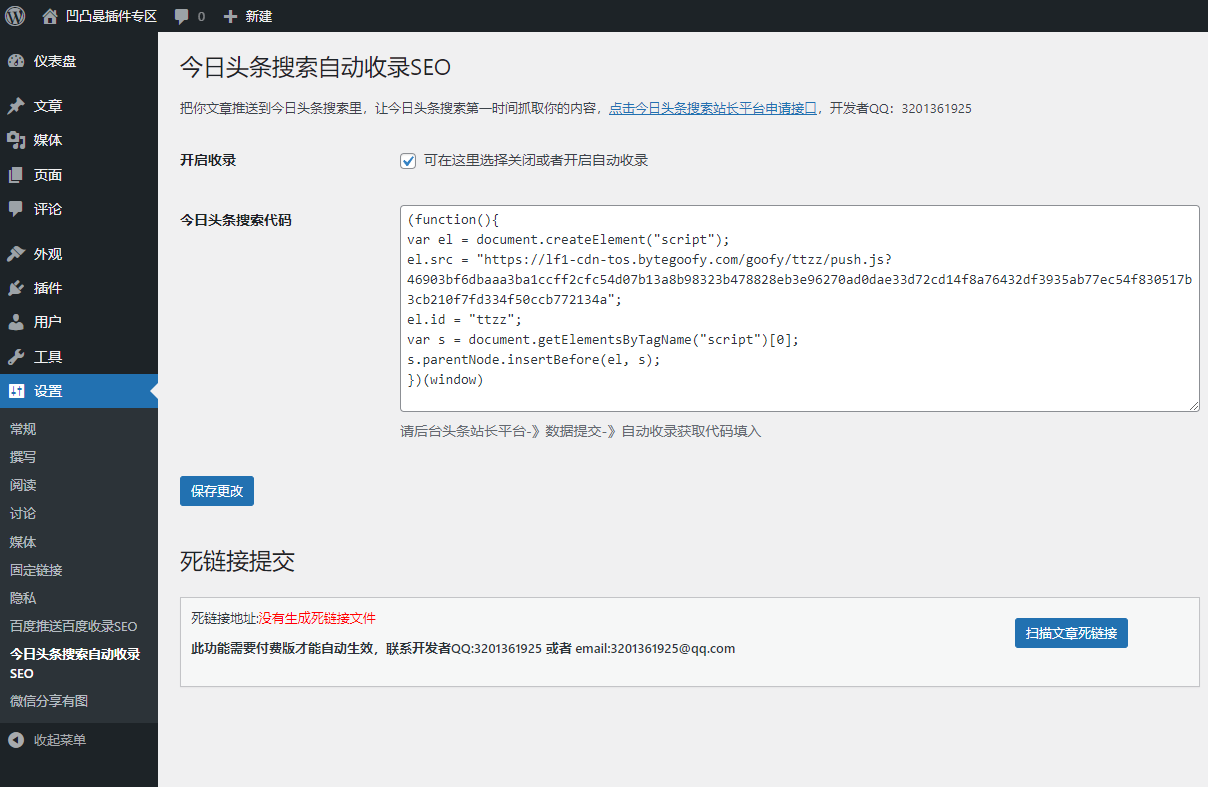 凹凸曼插件专区 0 新建
仪表盘
文章
媒体
页面
评论
外观
插件
用户
工具
设置
常规
撰写
阅读
讨论
媒体
固定链接
隐私
百度推送百度收录SEO
今日头条搜索自动收录
SEO
微信分享有图
收起菜单
今日头条搜索自动收录SEO
把你文章推送到今日头条搜索里，让今日头条搜索第一时间抓取你的内容，点击今日头条搜索站长平台申请接口，开发者QQ：3201361925
开启收录
可在这里选择关闭或者开启自动收录
今日头条搜索代码
(function(){
var el = document.createElement("script");
el.src = "https://lf1-cdn-tos.bytegoofy.com/goofy/ttzz/push.js?
46903bf6dbaaa3ba1ccff2cfc54d07b13a8b98323b478828eb3e96270ad0dae33d72cd14f8a76432df3935ab77ec54f830517b
3cb210f7fd334f50ccb772134a";
el.id = "ttzz";
var s = document.getElementsByTagName("script")[0];
s.parentNode.insertBefore(el, s);
})(window)
请后台头条站长平台-》数据提交-》自动收录获取代码填入
保存更改
死链接提交
死链接地址:没有生成死链接文件
此功能需要付费版才能自动生效，联系开发者QQ:3201361925 或者 email:3201361925@qq.com
扫描文章死链接